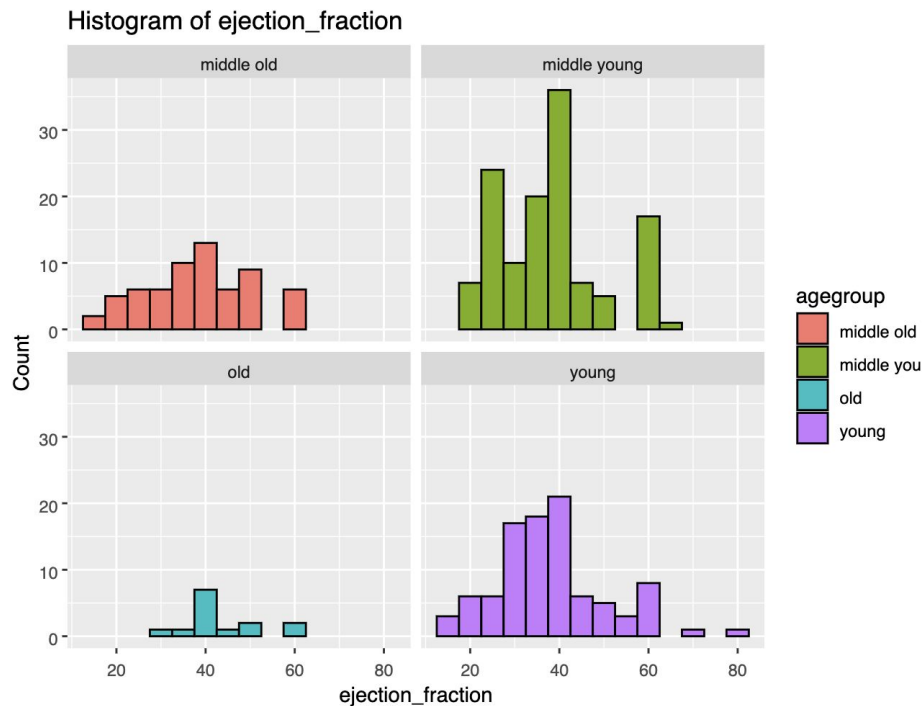 Histogram of ejection_fraction
middle old
middle young
30
20
10
0
old
young
30
20
10
0
20 40 60 80
20 40 60 80
ejection_fraction
Count
agegroup
middle old
middle you
old
young